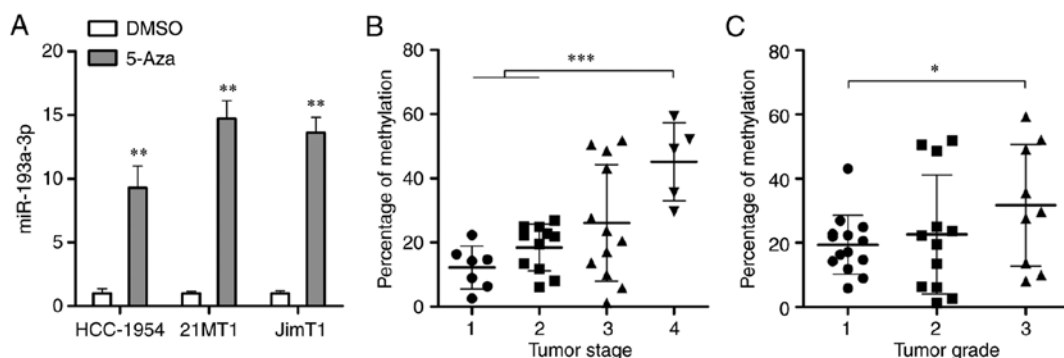 A
DMSO
5-Aza
miR-193a-3p
20
15
10
5
0
**
**
**
HCC-1954
21MT1
JimT1
B
Percentage of methylation
80
60
40
20
0
***
1
2
3
4
Tumor stage
C
Percentage of methylation
80
60
40
20
0
*
1
2
3
Tumor grade